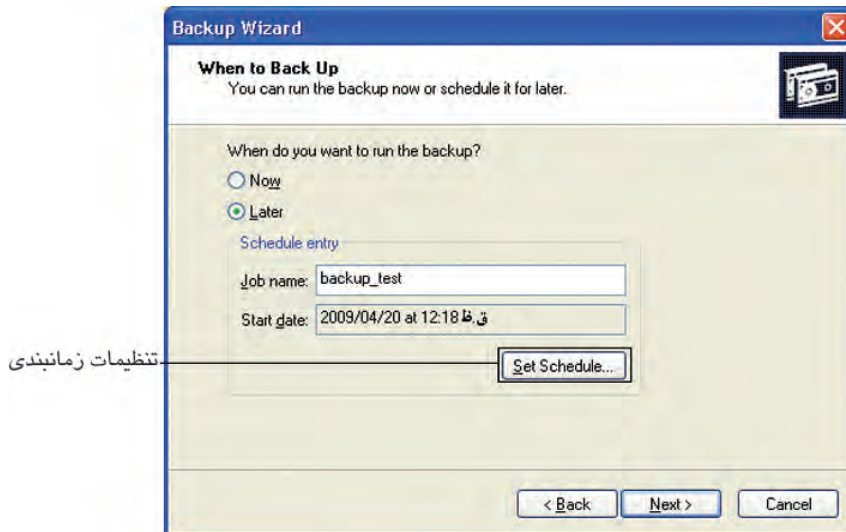 Backup Wizard
When to Back Up
You can run the backup now or schedule it for later.
When do you want to run the backup?
Now
Later
Schedule entry
Job name: backup_test
Start date: 2009/04/20 at 12:18 ق.ظ
تنظیمات زمانبندی
Set Schedule...
< Back Next > Cancel